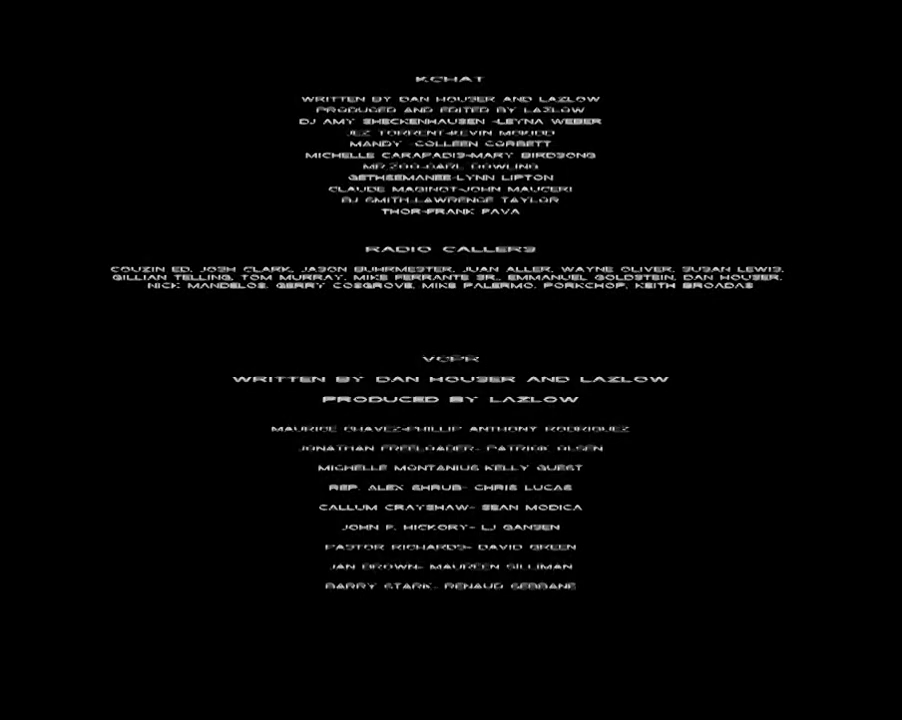 KCHAT
WRITTEN BY DAN HOUSER AND LAZLOW
PRODUCED AND EDITED BY LAZLOW
DJ AMY SHECKENHAUSEN -LEYNA WEBER
JEZ TORRENT-KEVIN MCKIDD
MANDY -COLLEEN CORBETT
MICHELLE CARAPADIS-MARY BIRDSONG
MR ZOO-CARL DOWLING
GETHSEMANEE-LYNN LIPTON
CLAUDE MAGINOT-JOHN MAUCERI
BJ SMITH-LAWRENCE TAYLOR
THOR-FRANK FAVA
RADIO CALLERS
COUZIN ED, JOSH CLARK, JASON BUHRMESTER, JUAN ALLER, WAYNE OLIVER, SUSAN LEWIS,
GILLIAN TELLING, TOM MURRAY, MIKE FERRANTE SR., EMMANUEL GOLDSTEIN, DAN HOUSER,
NICK MANDELOS, GERRY COSGROVE, MIKE PALERMO, PORKCHOP, KEITH BROADAS
VCPR
WRITTEN BY DAN HOUSER AND LAZLOW
PRODUCED BY LAZLOW
MAURICE CHAVEZ-PHILLIP ANTHONY RODRIGUEZ
JONATHAN FREELOADER- PATRICK OLSEN
MICHELLE MONTANIUS KELLY GUEST
REP. ALEX SHRUB- CHRIS LUCAS
CALLUM CRAYSHAW- SEAN MODICA
JOHN F. HICKORY- LJ GANSEN
PASTOR RICHARDS- DAVID GREEN
JAN BROWN- MAUREEN SILLIMAN
BARRY STARK- RENAUD SEBBANE